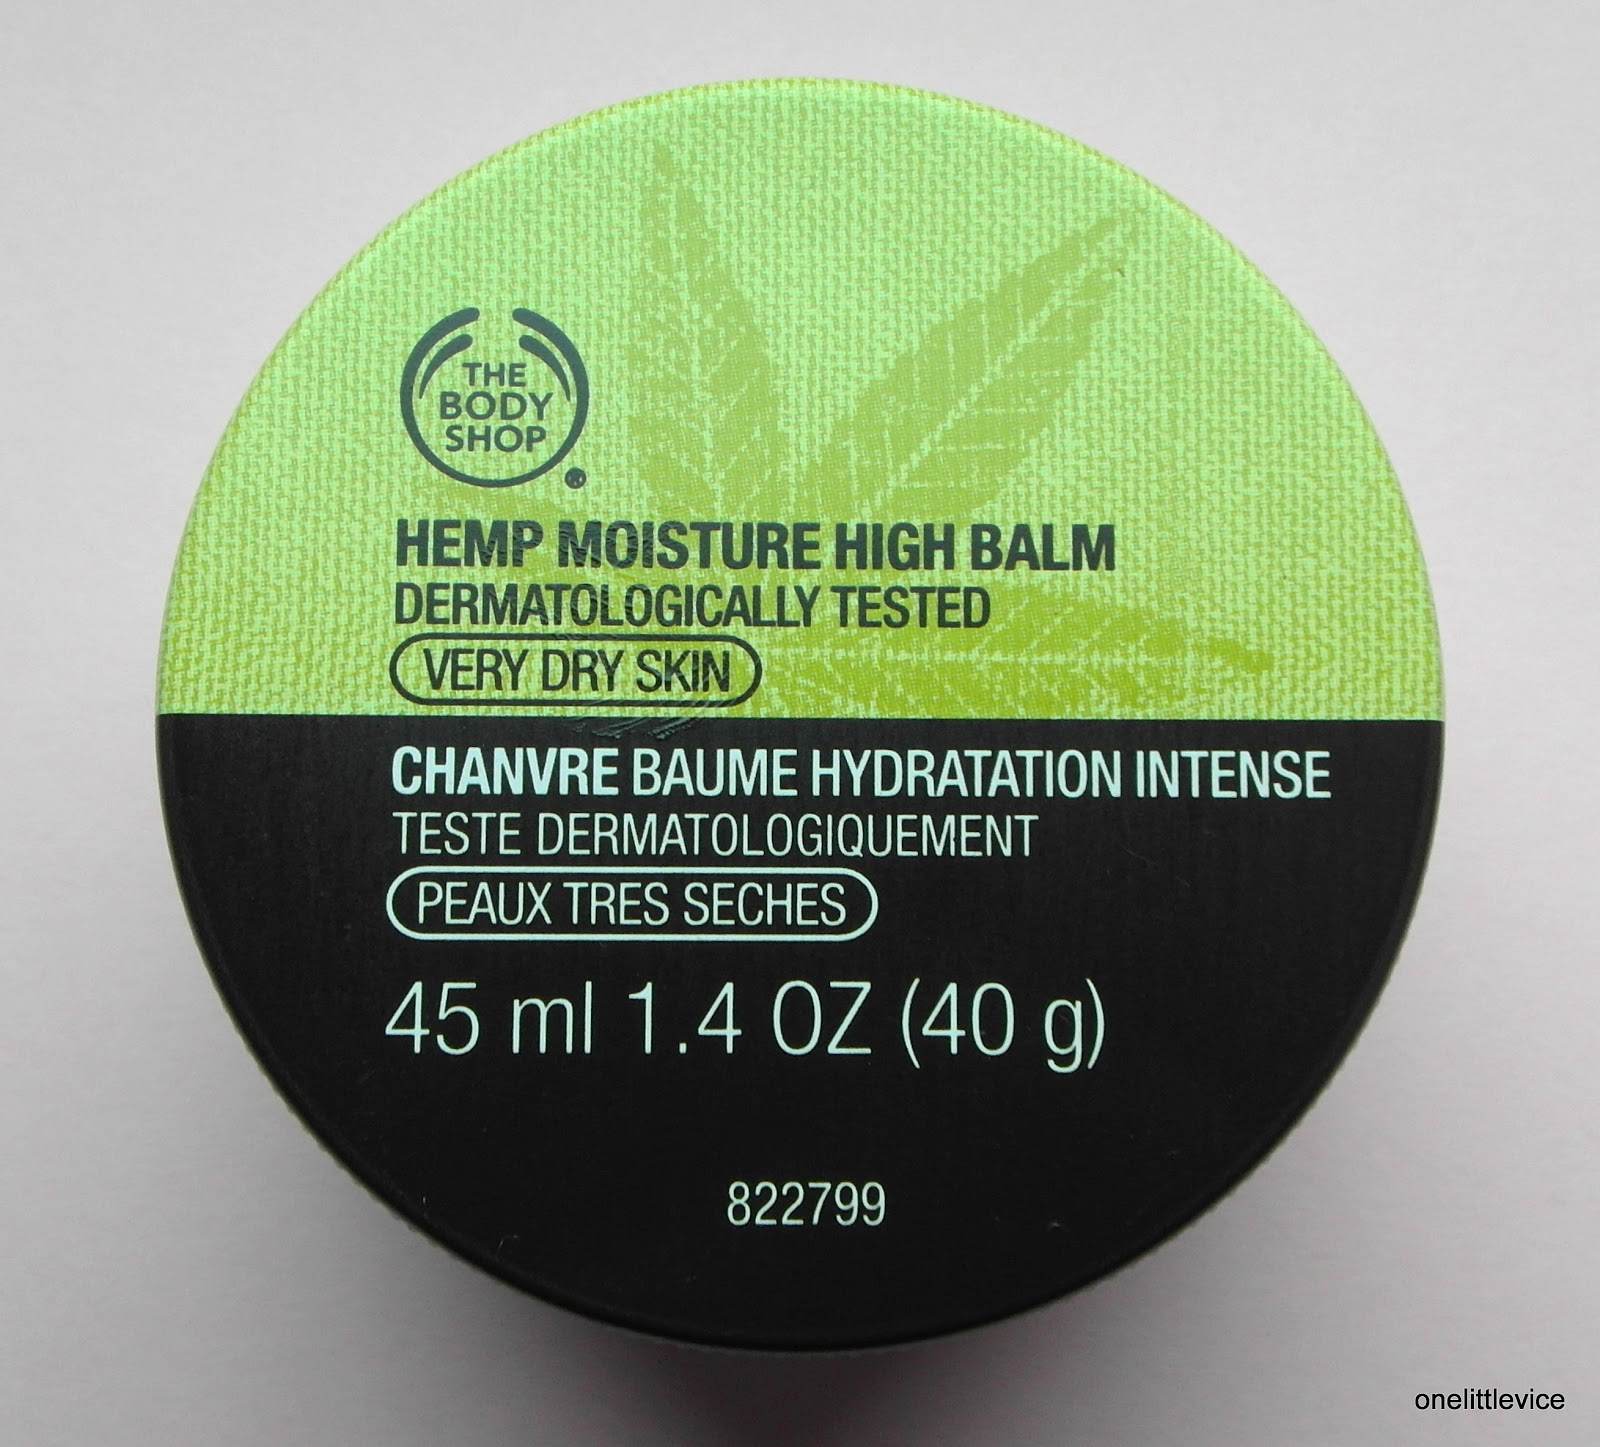 THE
BODY
SHOP
®
HEMP MOISTURE HIGH BALM
DERMATOLOGICALLY TESTED
VERY DRY SKIN
CHANVRE BAUME HYDRATATION INTENSE
TESTE DERMATOLOGIQUEMENT
PEAUX TRES SECHES
45 ml 1.4 OZ (40 g)
822799
onelittlevice